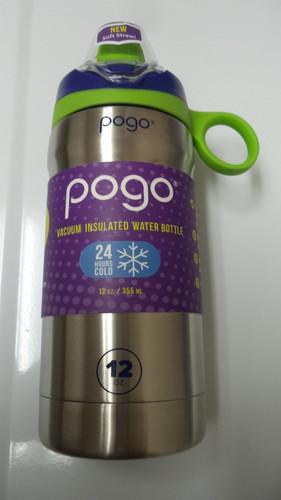 NEW
Soft Straw!
pogo®
pogo®
VACUUM INSULATED WATER BOTTLE
24
HOURS
COLD
12 oz. / 355 mL
12
OZ